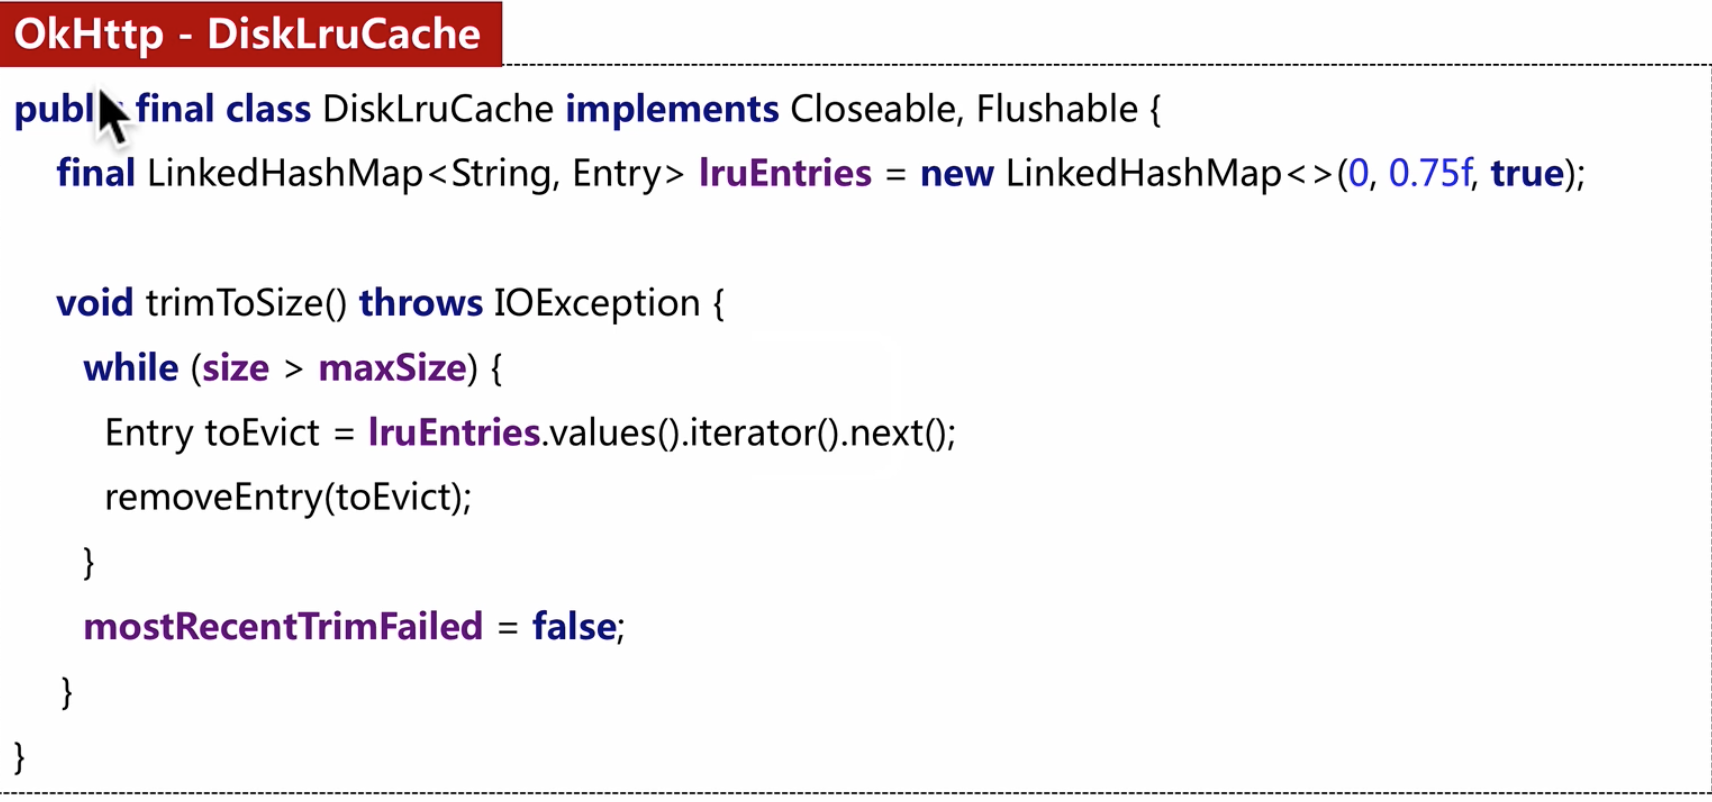 OkHttp - DiskLruCache
final class DiskLruCache implements Closeable, Flushable {
final LinkedHashMap<String, Entry> lruEntries = new LinkedHashMap<>(0, 0.75f, true);
void trimToSize() throws IOException {
while (size > maxSize) {
Entry toEvict = lruEntries.values().iterator().next();
removeEntry(toEvict);
}
mostRecentTrimFailed = false;
}
}